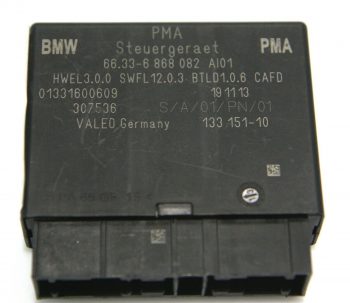 PMA
BMW Steuergeraet PMA
66.33-6 868 082 AI01
HWEL3.0.0 SWFL12.0.3 BTLD1.0.6 CAFD
01331600609 191113
307536 S/A/01/PN/01
VALEO Germany 133.151-10